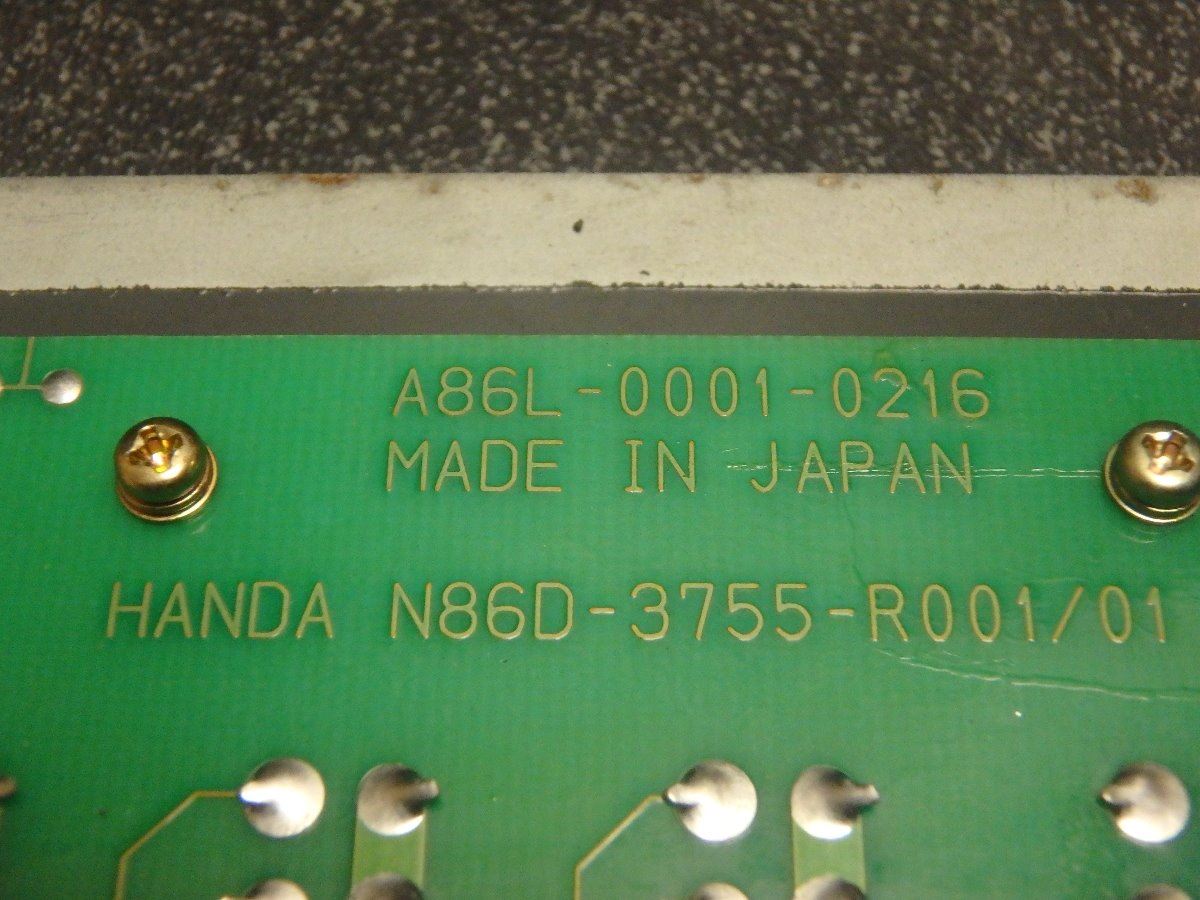 A86L-0001-0216
MADE IN JAPAN
HANDA N86D-3755-R001/01